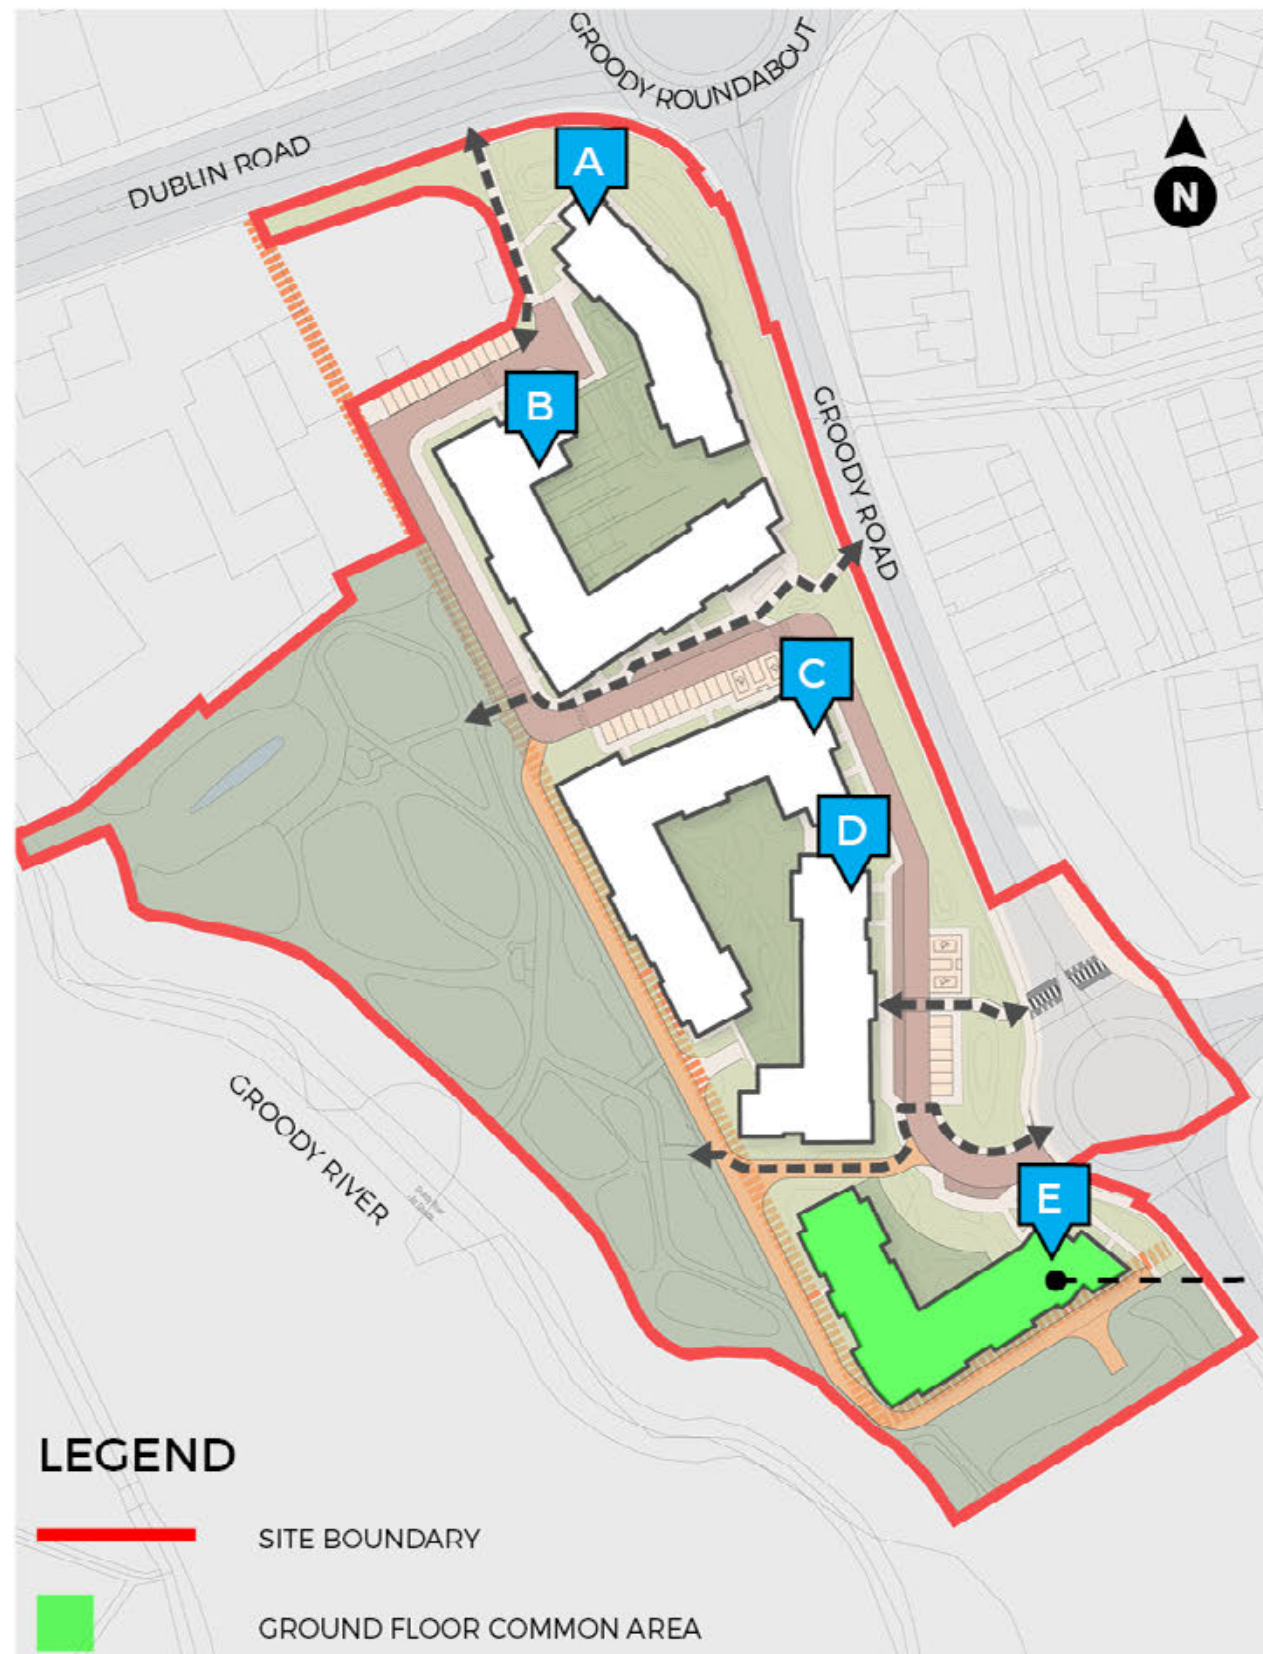 GROODY ROUNDABOUT
DUBLIN ROAD
A
N
B
GROODY ROAD
C
D
GROODY RIVER
E
LEGEND
SITE BOUNDARY
GROUND FLOOR COMMON AREA